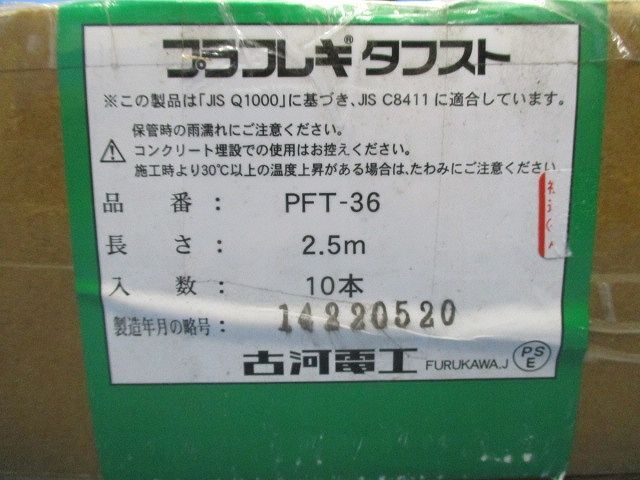 プラフレキ®タフスト
※この製品は「JIS Q1000」に基づき、JIS C8411に適合しています。
保管時の雨濡れにご注意ください。
コンクリート埋設での使用はお控えください。
施工時より30℃以上の温度上昇がある場合は、たわみにご注意ください
品 番 : PFT-36
長 さ : 2.5m
入 数 : 10本
製造年月の略号 : 14220520
古河電工 FURUKAWA.J PS E